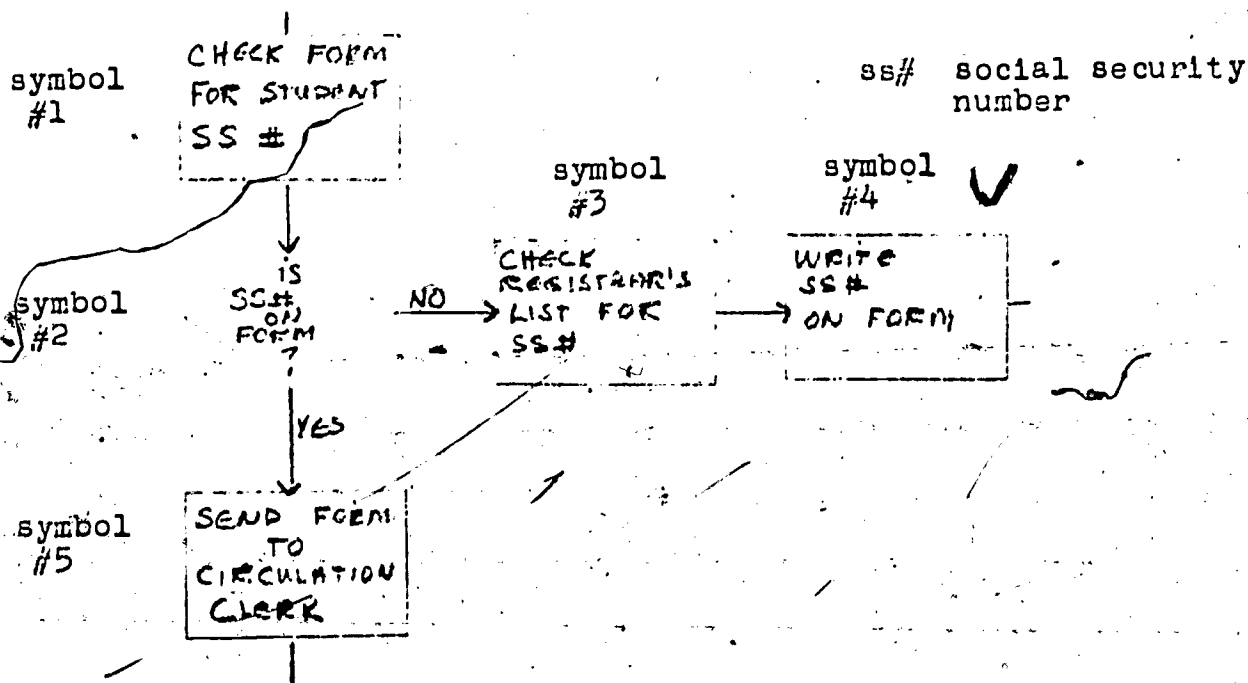 symbol
#1
CHECK FORM
FOR STUDENT
SS #
ss# social security
number
symbol
#2
IS
SS#
ON
FORM
?
NO
YES
symbol
#3
CHECK
REGISTRAR'S
LIST FOR
SS #
symbol
#4
WRITE
SS #
ON FORM
symbol
#5
SEND FORM
TO
CIRCULATION
CLERK